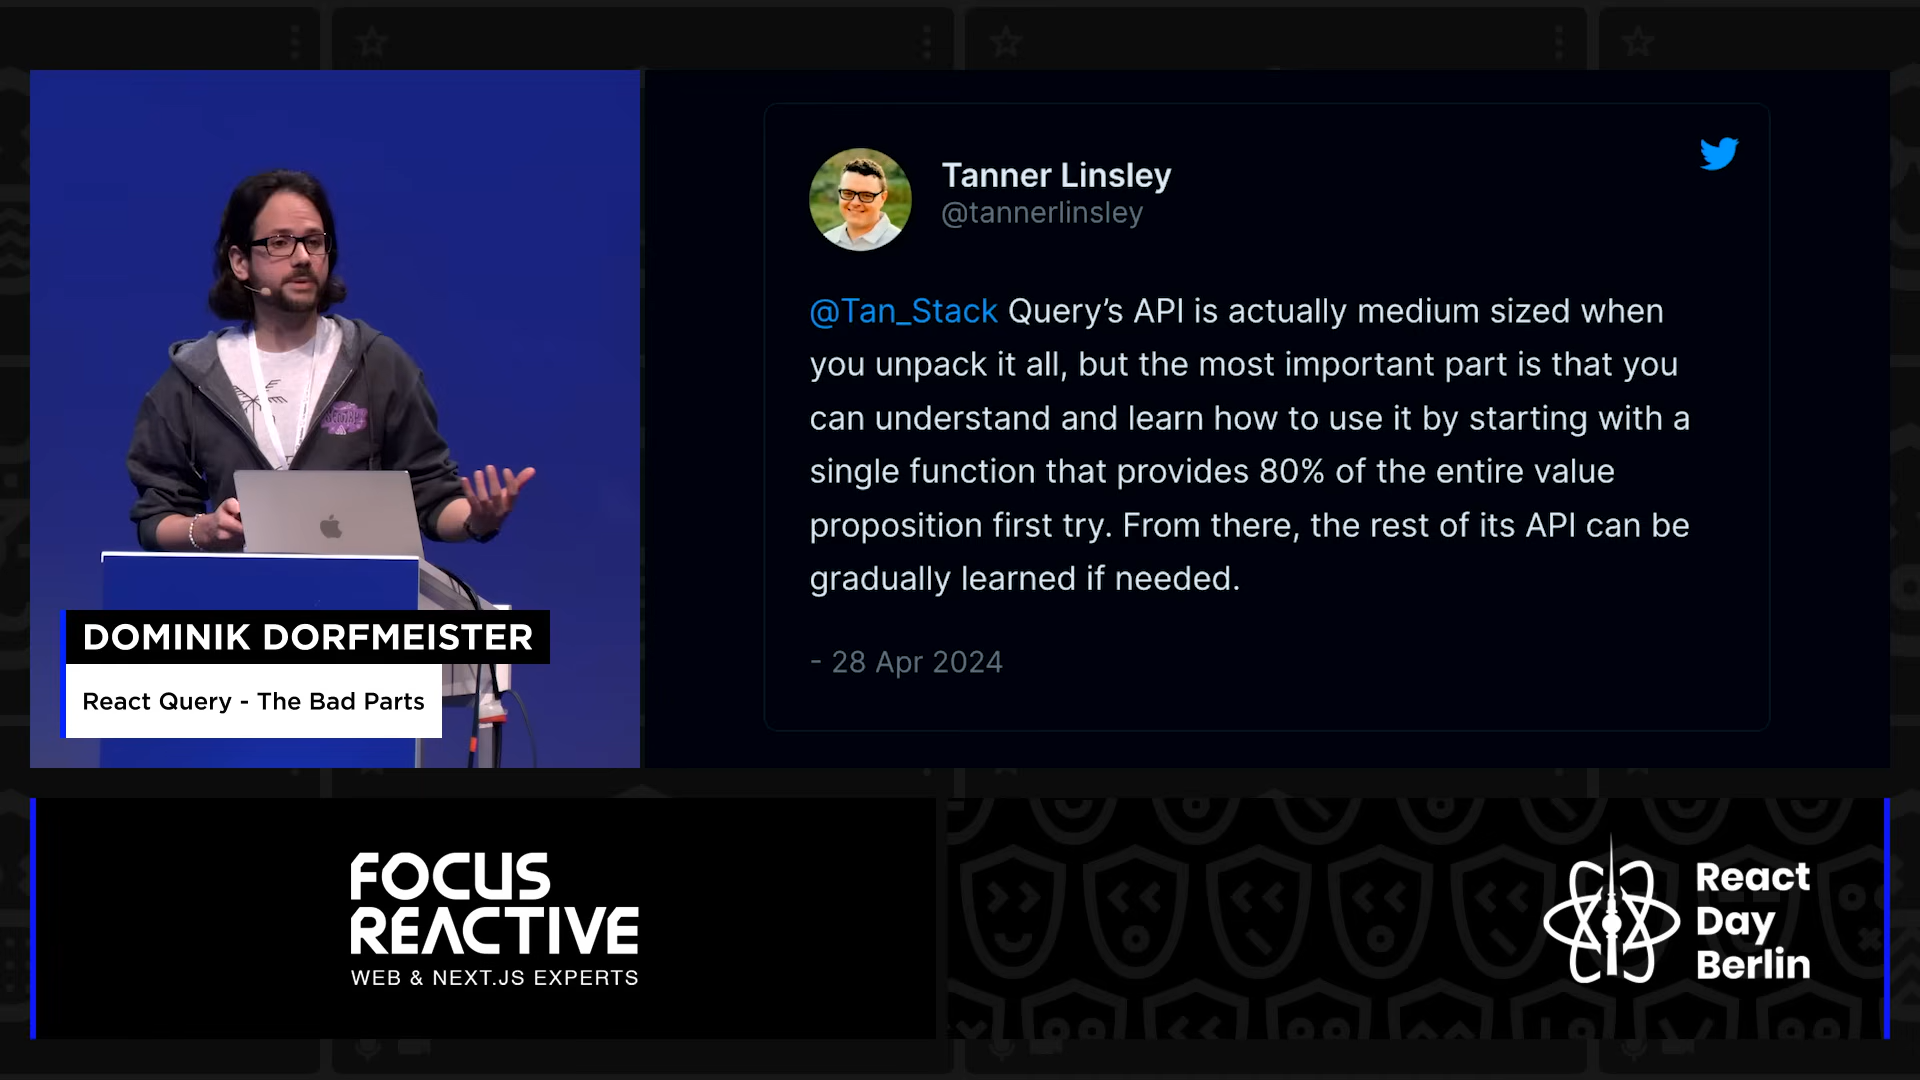 DOMINIK DORFMEISTER
React Query - The Bad Parts
Tanner Linsley
@tannerlinsley
@Tan_Stack Query’s API is actually medium sized when
you unpack it all, but the most important part is that you
can understand and learn how to use it by starting with a
single function that provides 80% of the entire value
proposition first try. From there, the rest of its API can be
gradually learned if needed.
- 28 Apr 2024
FOCUS
REACTIVE
WEB & NEXT.JS EXPERTS
React
Day
Berlin